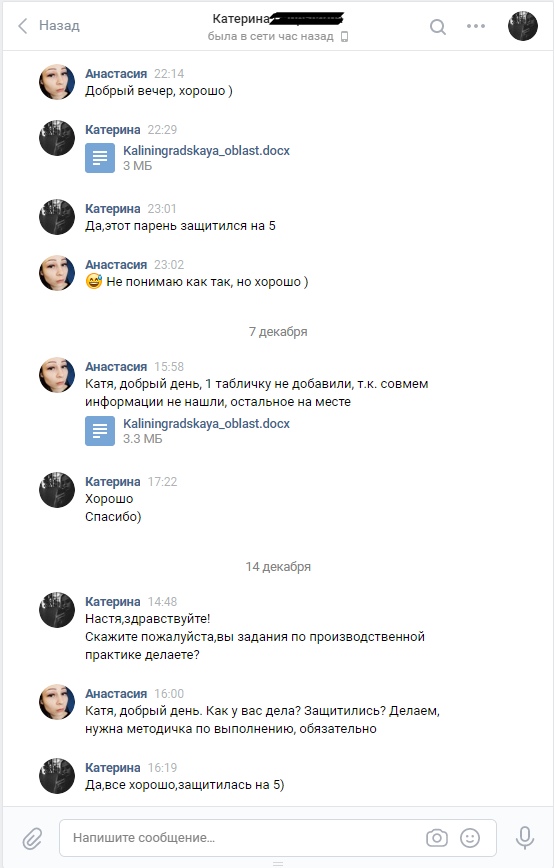 Назад
Катерина
была в сети час назад
Анастасия 22:14
Добрый вечер, хорошо )
Катерина 22:29
Kaliningradskaya_oblast.docx
3 МБ
Катерина 23:01
Да,этот парень защитился на 5
Анастасия 23:02
😅 Не понимаю как так, но хорошо )
7 декабря
Анастасия 15:58
Катя, добрый день, 1 табличку не добавили, т.к. совмем
информации не нашли, остальное на месте
Kaliningradskaya_oblast.docx
3.3 МБ
Катерина 17:22
Хорошо
Спасибо)
14 декабря
Катерина 14:48
Настя,здравствуйте!
Скажите пожалуйста,вы задания по производственной
практике делаете?
Анастасия 16:00
Катя, добрый день. Как у вас дела? Защитились? Делаем,
нужна методичка по выполнению, обязательно
Катерина 16:19
Да,все хорошо,защитилась на 5)
Напишите сообщение...